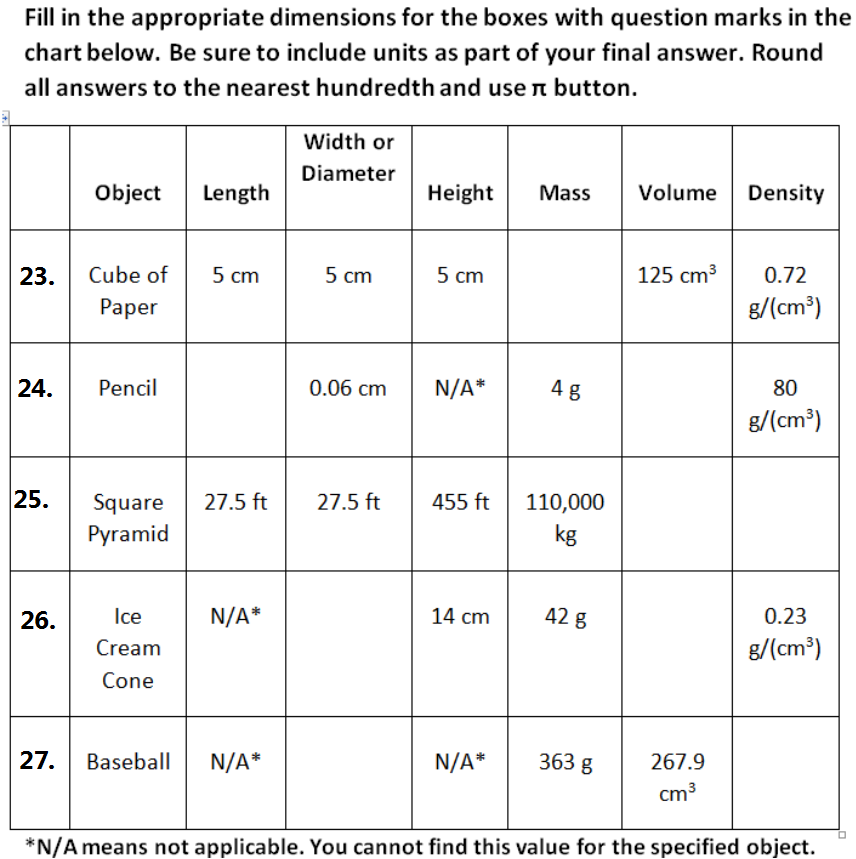 Fill in the appropriate dimensions for the boxes with question marks in the
chart below. Be sure to include units as part of your final answer. Round
all answers to the nearest hundredth and use π button.
Object Length Width or Diameter Height Mass Volume Density
23. Cube of Paper 5 cm 5 cm 5 cm 125 cm³ 0.72 g/(cm³)
24. Pencil 0.06 cm N/A* 4 g 80 g/(cm³)
25. Square Pyramid 27.5 ft 27.5 ft 455 ft 110,000 kg
26. Ice Cream Cone N/A* 14 cm 42 g 0.23 g/(cm³)
27. Baseball N/A* N/A* 363 g 267.9 cm³
*N/A means not applicable. You cannot find this value for the specified object.